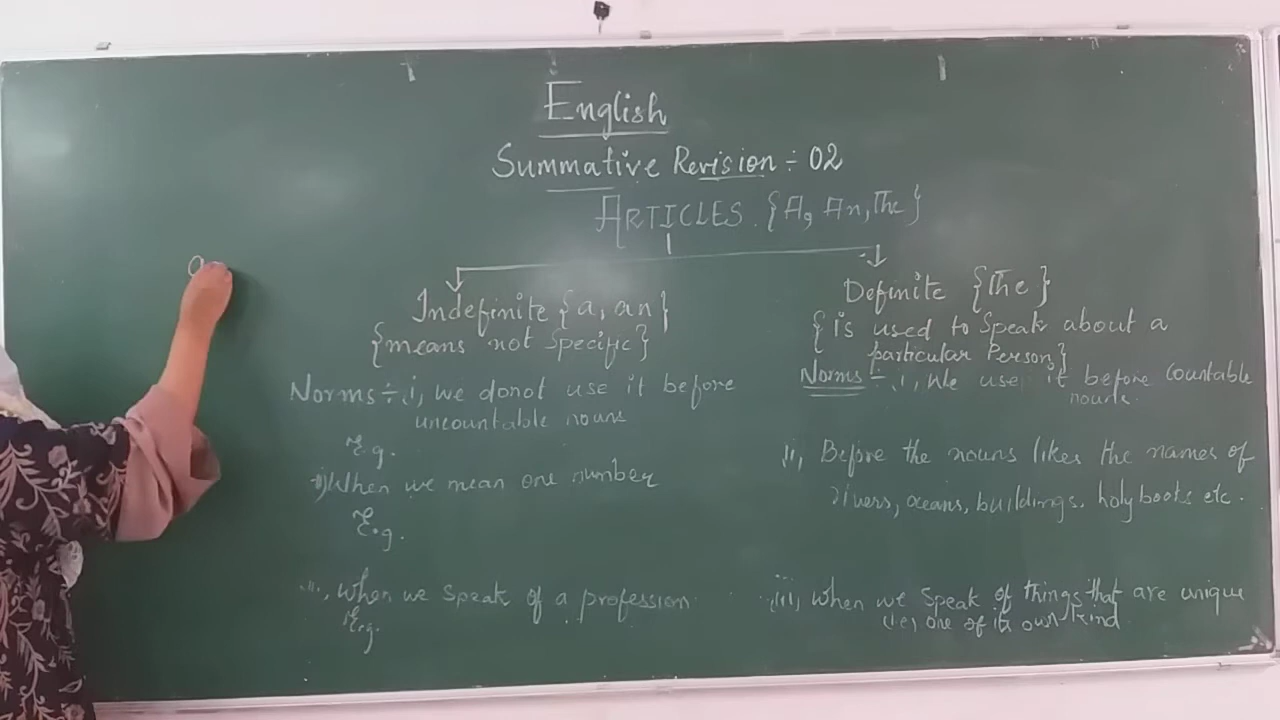 English
Summative Revision ÷ 02
ARTICLES. {A, An, The}
Indefinite {a, an}
{means not Specific}
Norms ÷ i, we donot use it before
uncountable nouns
E.g.
ii) When we mean one number
E.g.
iii, when we speak of a profession
E.g.
Definite {The}
{is used to Speak about a
particular Person}
Norms ÷ i, We use it before countable
nouns.
ii, Before the nouns likes the names of
rivers, oceans, buildings, holy books etc.
iii, when we speak of things that are unique
(i.e) one of its own kind
a